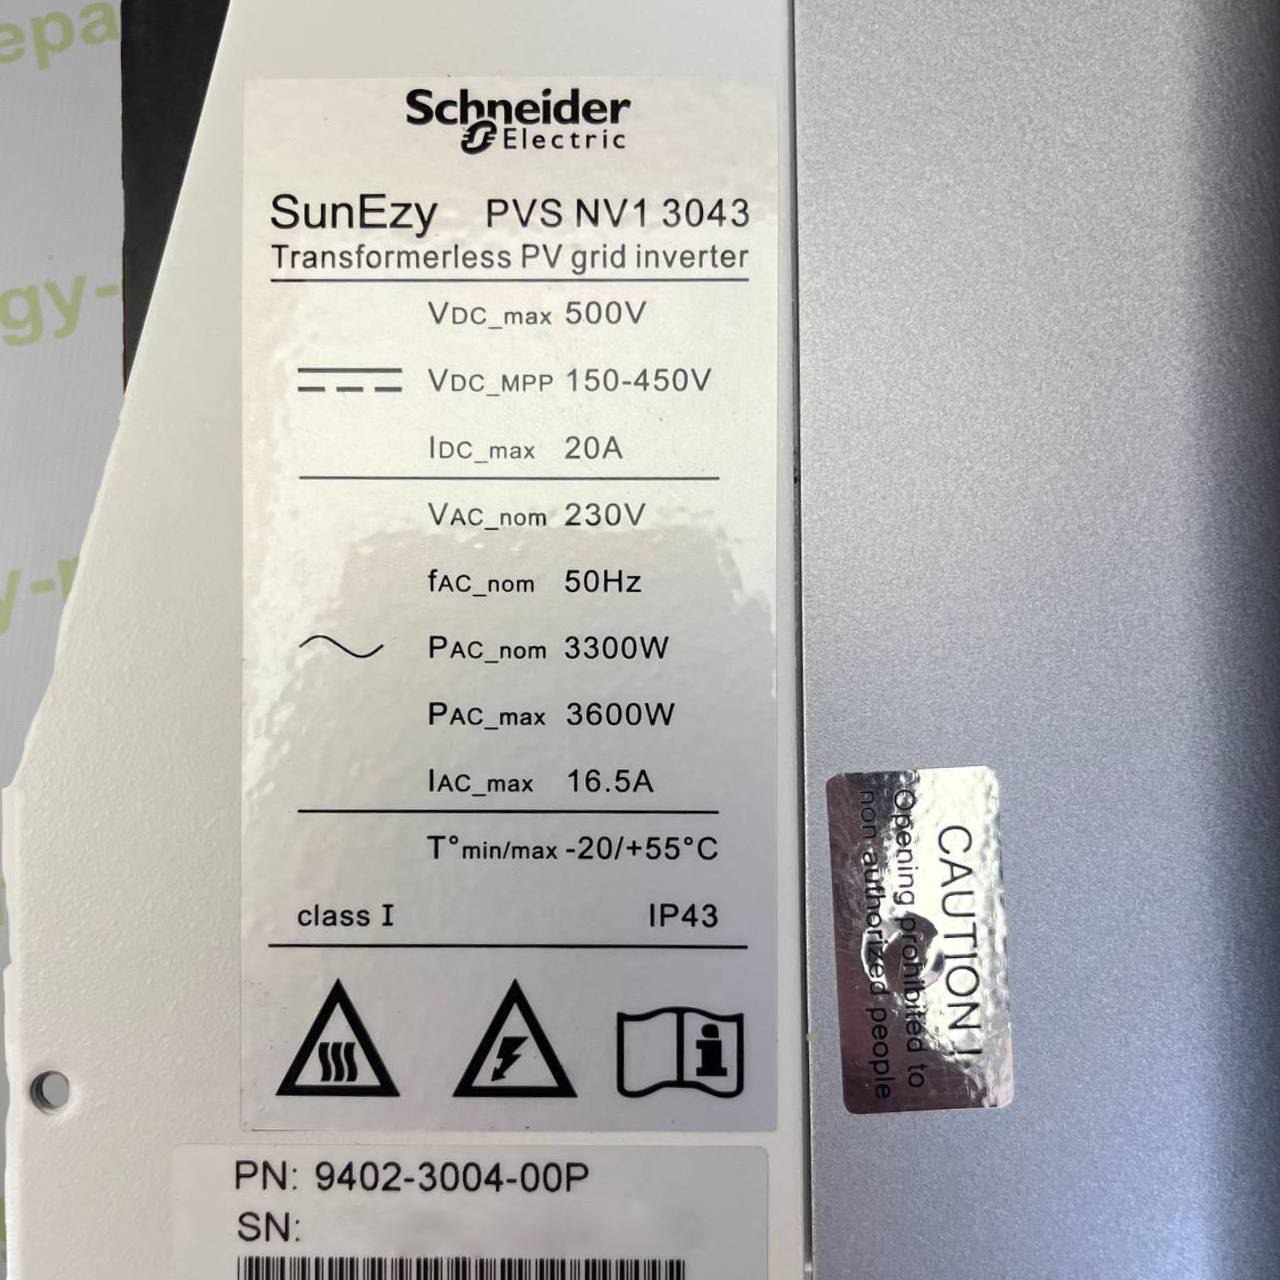 Schneider
Electric
SunEzy PVS NV1 3043
Transformerless PV grid inverter
VDC_max 500V
VDC_MPP 150-450V
IDC_max 20A
VAC_nom 230V
fAC_nom 50Hz
PAC_nom 3300W
PAC_max 3600W
IAC_max 16.5A
T°min/max -20/+55°C
class I IP43
PN: 9402-3004-00P
SN:
CAUTION !
Opening prohibited to
non authorized people